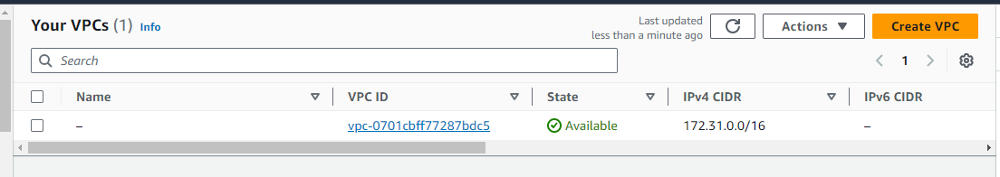 Your VPCs (1) Info
Last updated
less than a minute ago
Actions
Create VPC
Search
1
Name VPC ID State IPv4 CIDR IPv6 CIDR
– vpc-0701cbff77287bdc5 Available 172.31.0.0/16 –